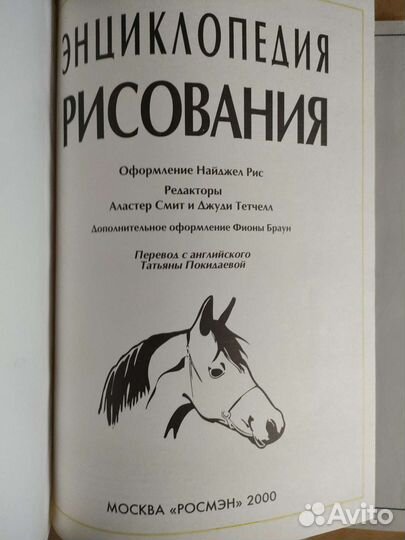 ЭНЦИКЛОПЕДИЯ
РИСОВАНИЯ
Оформление Найджел Рис
Редакторы
Аластер Смит и Джуди Тетчелл
Дополнительное оформление Фионы Браун
Перевод с английского
Татьяны Покидаевой
МОСКВА «РОСМЭН» 2000
Avito